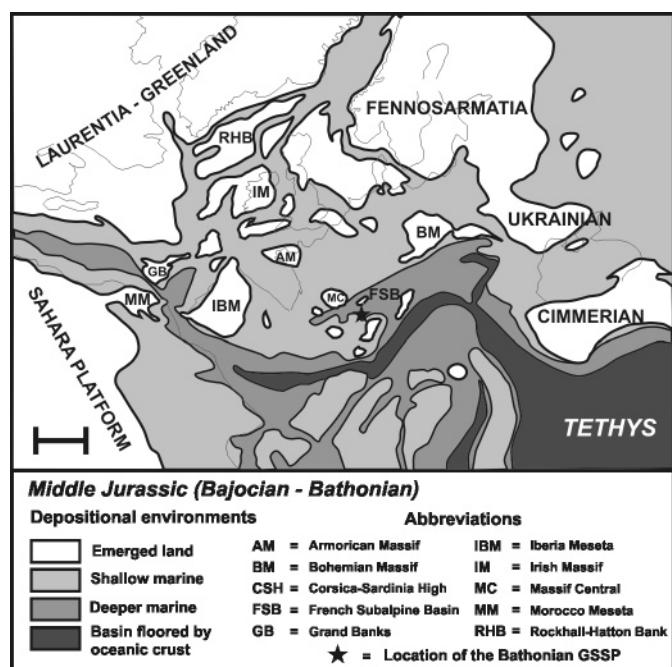 LAURENTIA - GREENLAND
FENNOSARMATIA
RHB
IM
UKRAINIAN
BM
AM
GB
MC
FSB
MM
IBM
CIMMERIAN
SAHARA PLATFORM
TETHYS
Middle Jurassic (Bajocian - Bathonian)
Depositional environments
Emerged land
Shallow marine
Deeper marine
Basin floored by
oceanic crust
Abbreviations
AM = Armorican Massif
BM = Bohemian Massif
CSH = Corsica-Sardinia High
FSB = French Subalpine Basin
GB = Grand Banks
IBM = Iberia Meseta
IM = Irish Massif
MC = Massif Central
MM = Morocco Meseta
RHB = Rockhall-Hatton Bank
★ = Location of the Bathonian GSSP